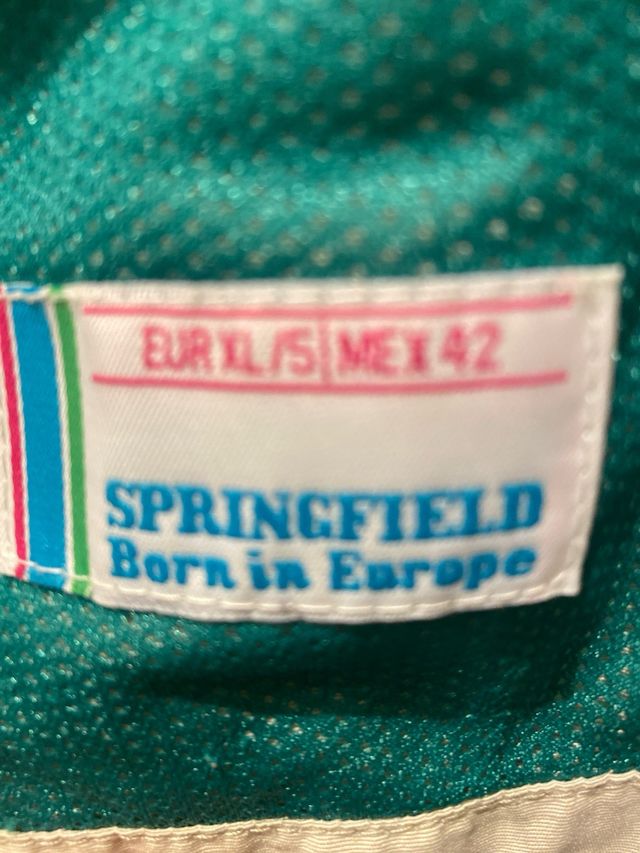 EUR XL/5 MEX 42
SPRINGFIELD
Born in Europe